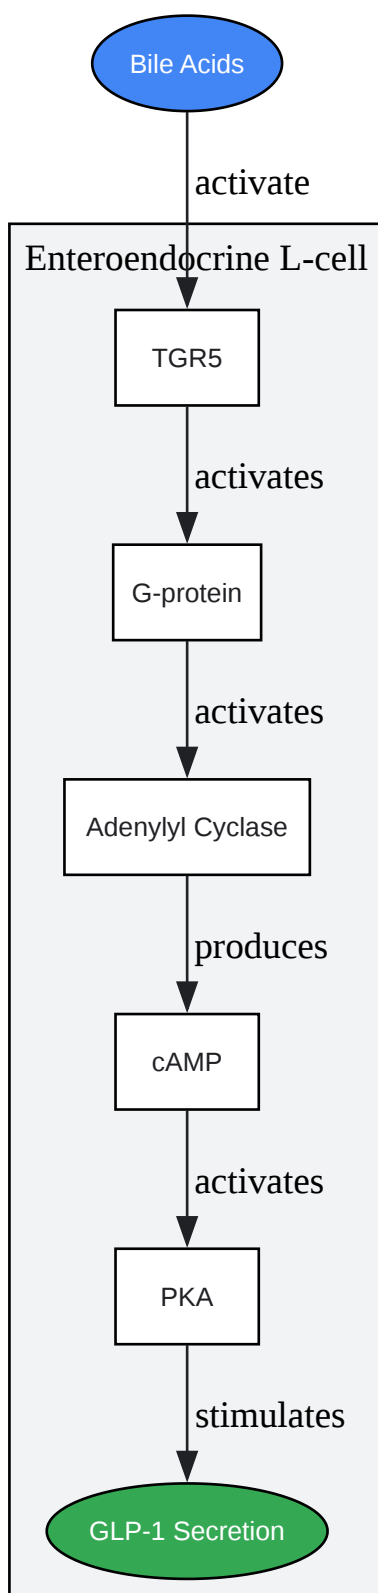 Bile Acids
activate
Enteroendocrine L-cell
TGR5
activates
G-protein
activates
Adenylyl Cyclase
produces
cAMP
activates
PKA
stimulates
GLP-1 Secretion